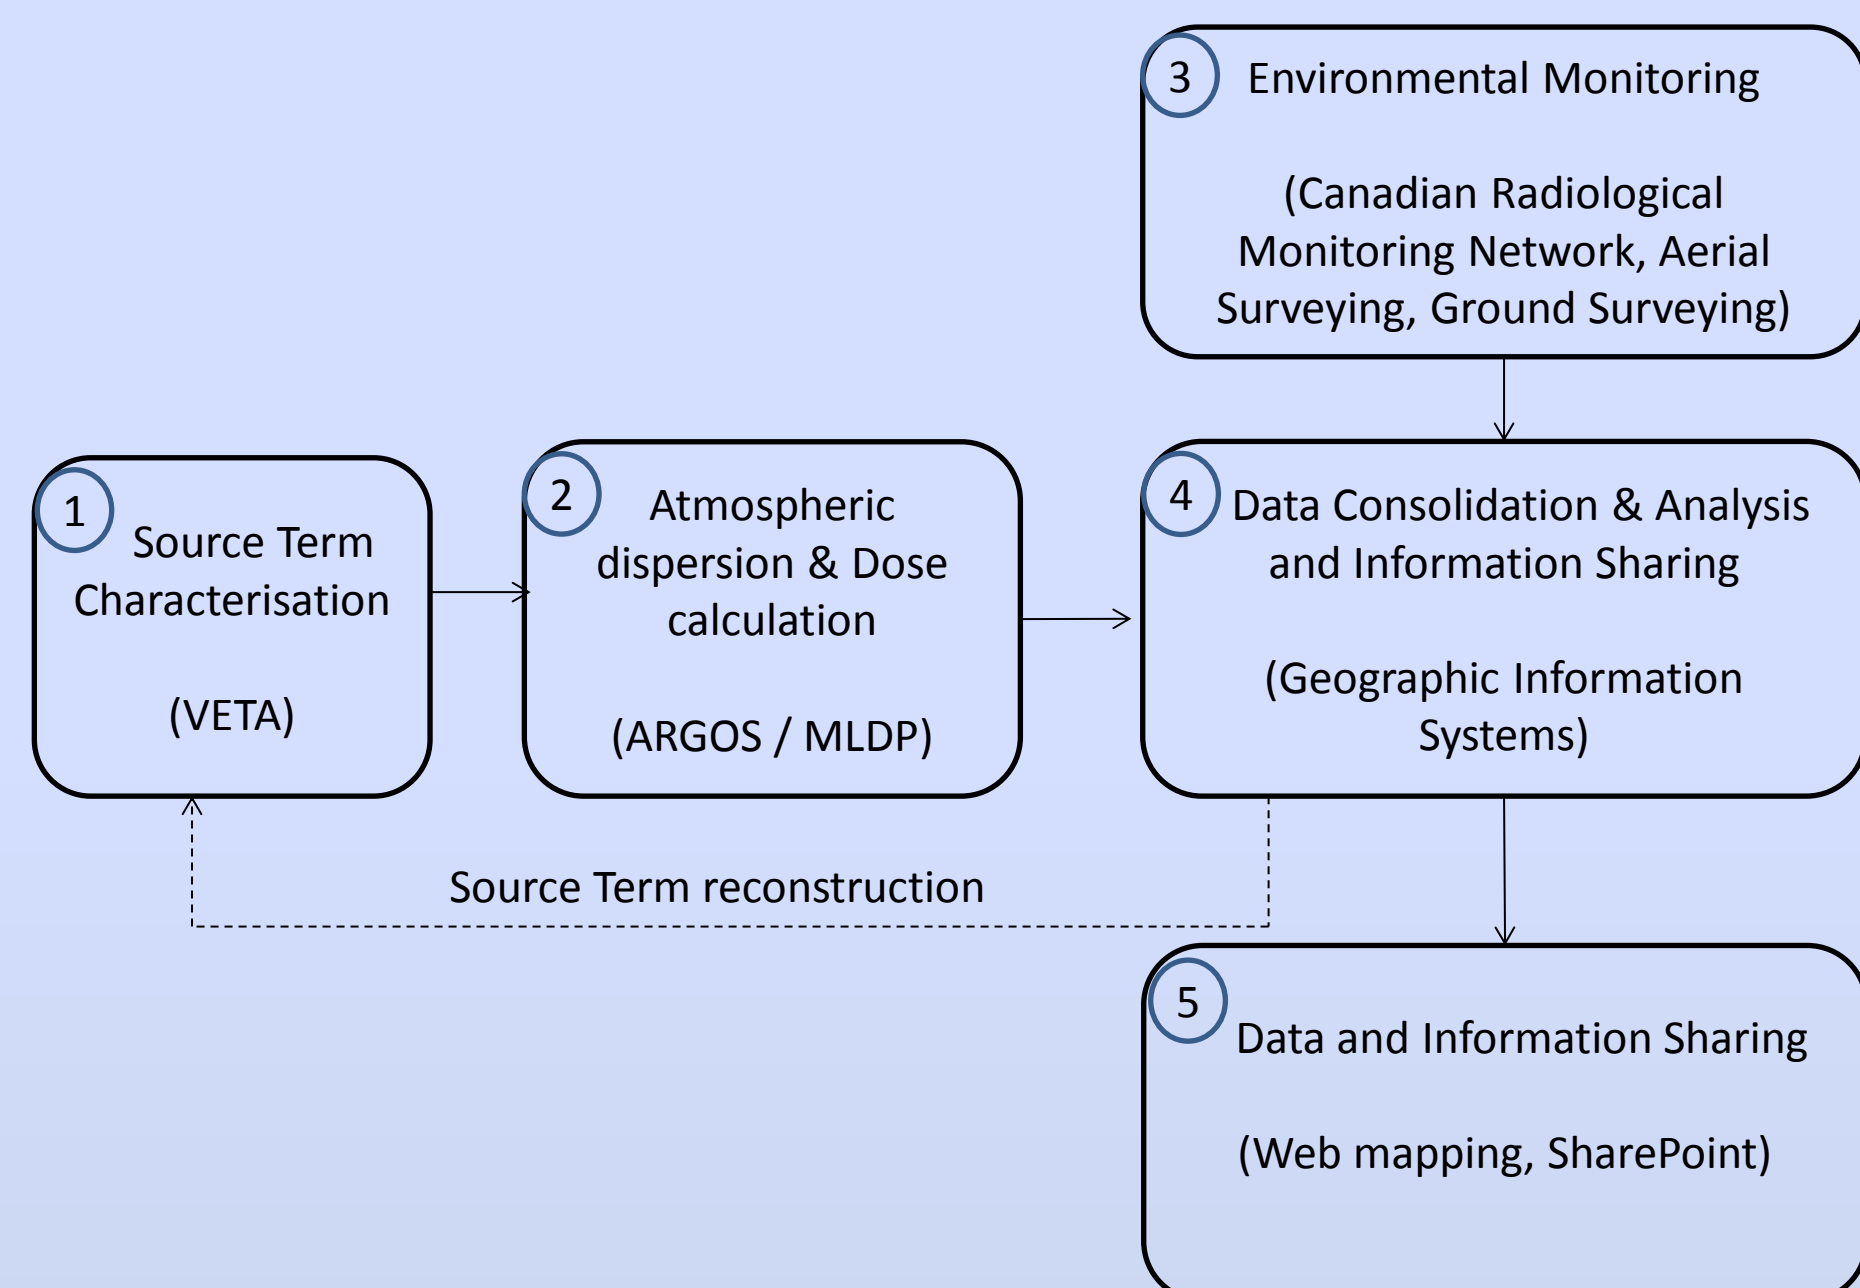 3
Environmental Monitoring
(Canadian Radiological
Monitoring Network, Aerial
Surveying, Ground Surveying)
1
Source Term
Characterisation
(VETA)
2
Atmospheric
dispersion & Dose
calculation
(ARGOS / MLDP)
4
Data Consolidation & Analysis
and Information Sharing
(Geographic Information
Systems)
Source Term reconstruction
5
Data and Information Sharing
(Web mapping, SharePoint)